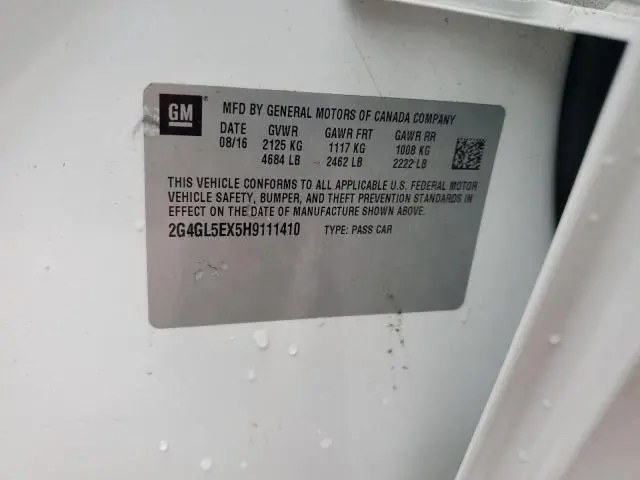 GM MFD BY GENERAL MOTORS OF CANADA COMPANY
DATE GVWR GAWR FRT GAWR RR
08/16 2125 KG 1117 KG 1008 KG
4684 LB 2462 LB 2222 LB
THIS VEHICLE CONFORMS TO ALL APPLICABLE U.S. FEDERAL MOTOR
VEHICLE SAFETY, BUMPER, AND THEFT PREVENTION STANDARDS
IN EFFECT ON THE DATE OF MANUFACTURE SHOWN ABOVE.
2G4GL5EX5H9111410 TYPE: PASS CAR